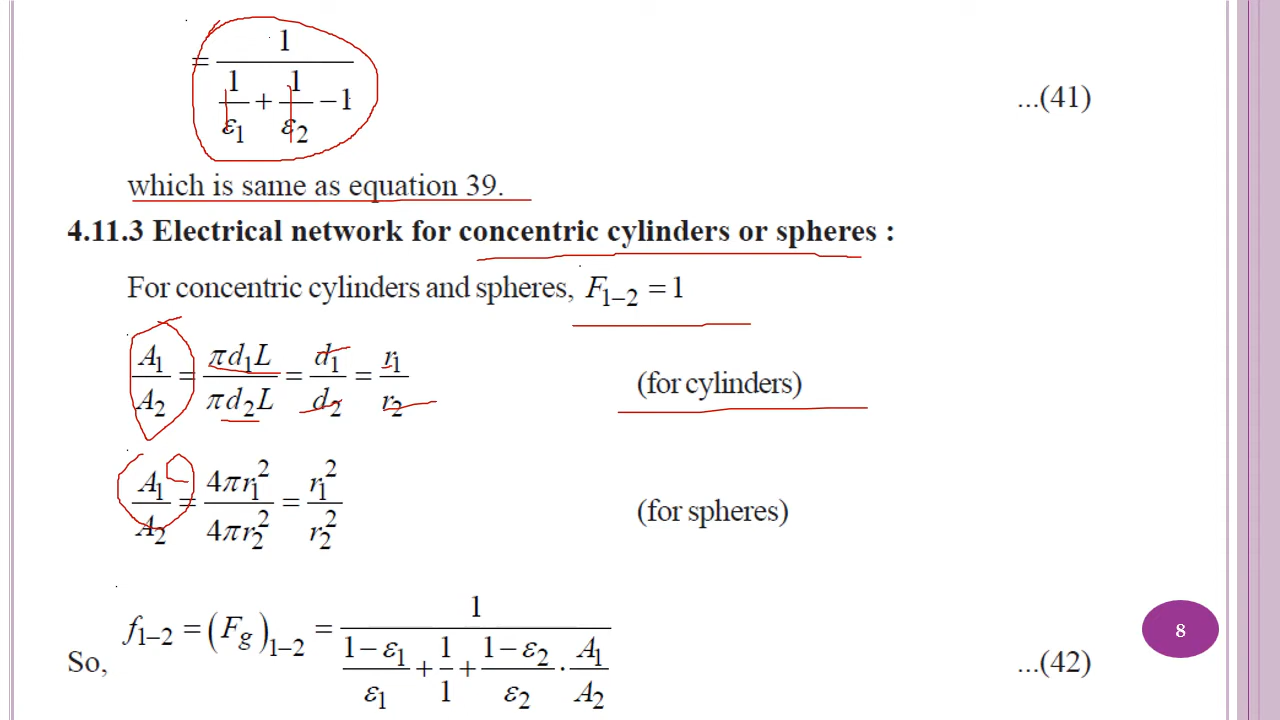 = 1 / (1/ε₁ + 1/ε₂ − 1) ...(41)
which is same as equation 39.
4.11.3 Electrical network for concentric cylinders or spheres :
For concentric cylinders and spheres, F₁₋₂ = 1
A₁/A₂ = πd₁L/πd₂L = d₁/d₂ = r₁/r₂ (for cylinders)
A₁/A₂ = 4πr₁²/4πr₂² = r₁²/r₂² (for spheres)
So, f₁₋₂ = (F_g)₁₋₂ = 1 / ((1−ε₁)/ε₁ + 1/1 + (1−ε₂)/ε₂ · A₁/A₂) ...(42)
8